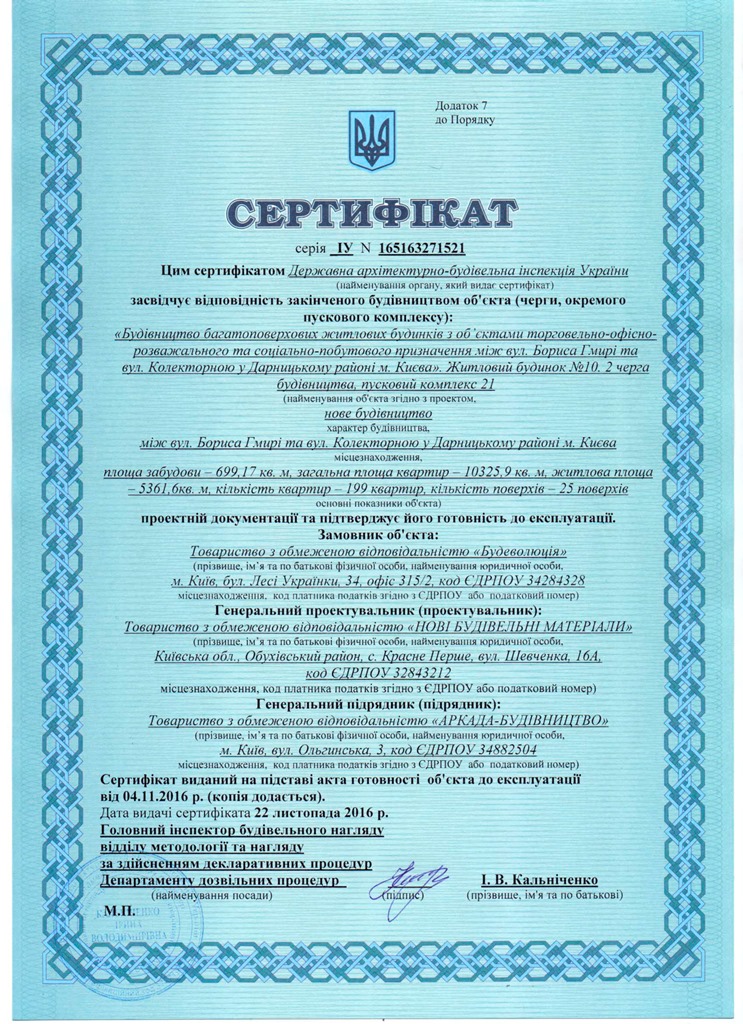 Додаток 7
до Порядку
СЕРТИФІКАТ
серія ІУ N 165163271521
Цим сертифікатом Державна архітектурно-будівельна інспекція України
(найменування органу, який видає сертифікат)
засвідчує відповідність закінченого будівництвом об'єкта (черги, окремого
пускового комплексу):
«Будівництво багатоповерхових житлових будинків з об'єктами торговельно-офісно-
розважального та соціально-побутового призначення між вул. Бориса Гмирі та
вул. Колекторною у Дарницькому районі м. Києва». Житловий будинок №10. 2 черга
будівництва, пусковий комплекс 21
(найменування об'єкта згідно з проектом,
нове будівництво
характер будівництва,
між вул. Бориса Гмирі та вул. Колекторною у Дарницькому районі м. Києва
місцезнаходження,
площа забудови – 699,17 кв. м, загальна площа квартир – 10325,9 кв. м, житлова площа
– 5361,6кв. м, кількість квартир – 199 квартир, кількість поверхів – 25 поверхів
основні показники об'єкта)
проектній документації та підтверджує його готовність до експлуатації.
Замовник об'єкта:
Товариство з обмеженою відповідальністю «Будеволюція»
(прізвище, ім'я та по батькові фізичної особи, найменування юридичної особи,
м. Київ, бул. Лесі Українки, 34, офіс 315/2, код ЄДРПОУ 34284328
місцезнаходження, код платника податків згідно з ЄДРПОУ або податковий номер)
Генеральний проектувальник (проектувальник):
Товариство з обмеженою відповідальністю «НОВІ БУДІВЕЛЬНІ МАТЕРІАЛИ»
(прізвище, ім'я та по батькові фізичної особи, найменування юридичної особи,
Київська обл., Обухівський район, с. Красне Перше, вул. Шевченка, 16А,
код ЄДРПОУ 32843212
місцезнаходження, код платника податків згідно з ЄДРПОУ або податковий номер)
Генеральний підрядник (підрядник):
Товариство з обмеженою відповідальністю «АРКАДА-БУДІВНИЦТВО»
(прізвище, ім'я та по батькові фізичної особи, найменування юридичної особи,
м. Київ, вул. Ольгинська, 3, код ЄДРПОУ 34882504
місцезнаходження, код платника податків згідно з ЄДРПОУ або податковий номер)
Сертифікат виданий на підставі акта готовності об'єкта до експлуатації
від 04.11.2016 р. (копія додається).
Дата видачі сертифіката 22 листопада 2016 р.
Головний інспектор будівельного нагляду
відділу методології та нагляду
за здійсненням декларативних процедур
Департаменту дозвільних процедур І. В. Кальніченко
(найменування посади) (підпис) (прізвище, ім'я та по батькові)
М.П.